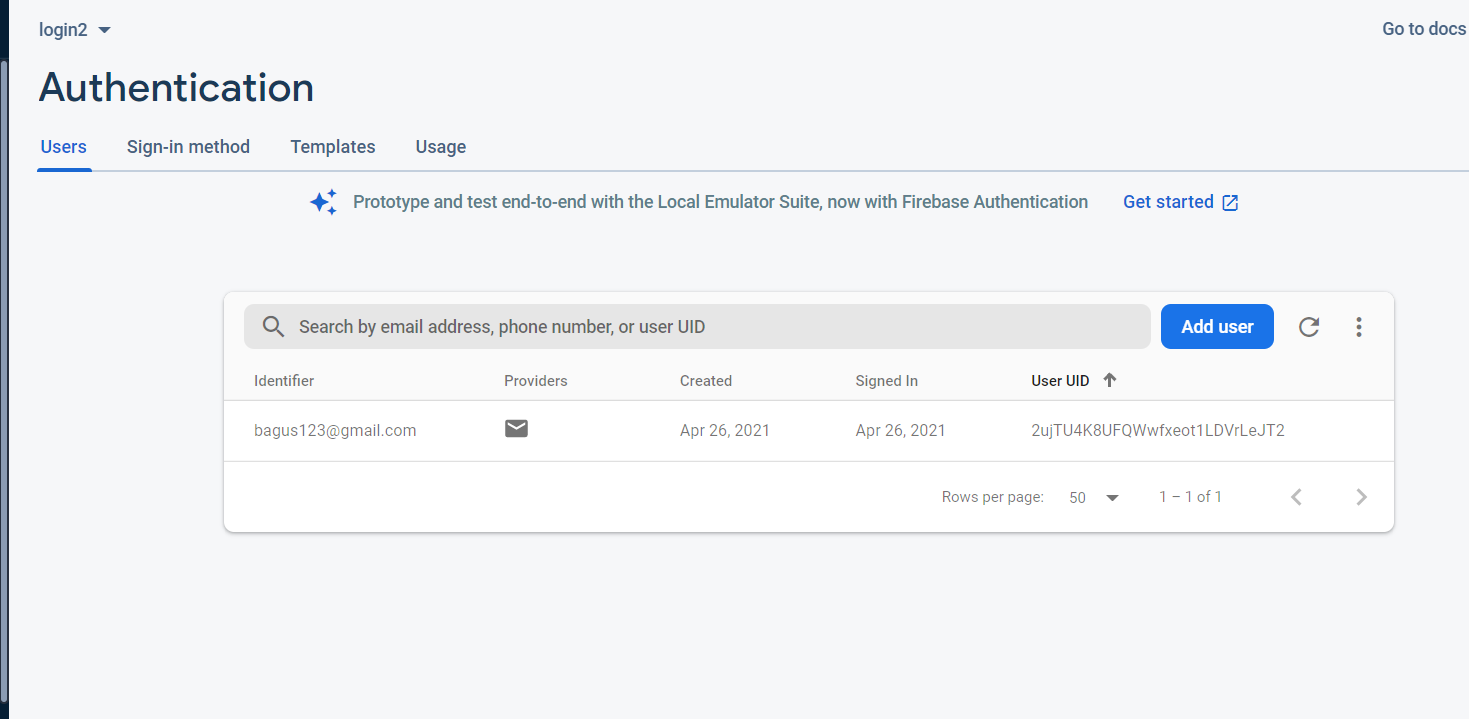 login2
Go to docs
Authentication
Users Sign-in method Templates Usage
Prototype and test end-to-end with the Local Emulator Suite, now with Firebase Authentication Get started
Search by email address, phone number, or user UID Add user
Identifier Providers Created Signed In User UID
bagus123@gmail.com Apr 26, 2021 Apr 26, 2021 2ujTU4K8UFQWwfxeot1LDVrLeJT2
Rows per page: 50 1 – 1 of 1